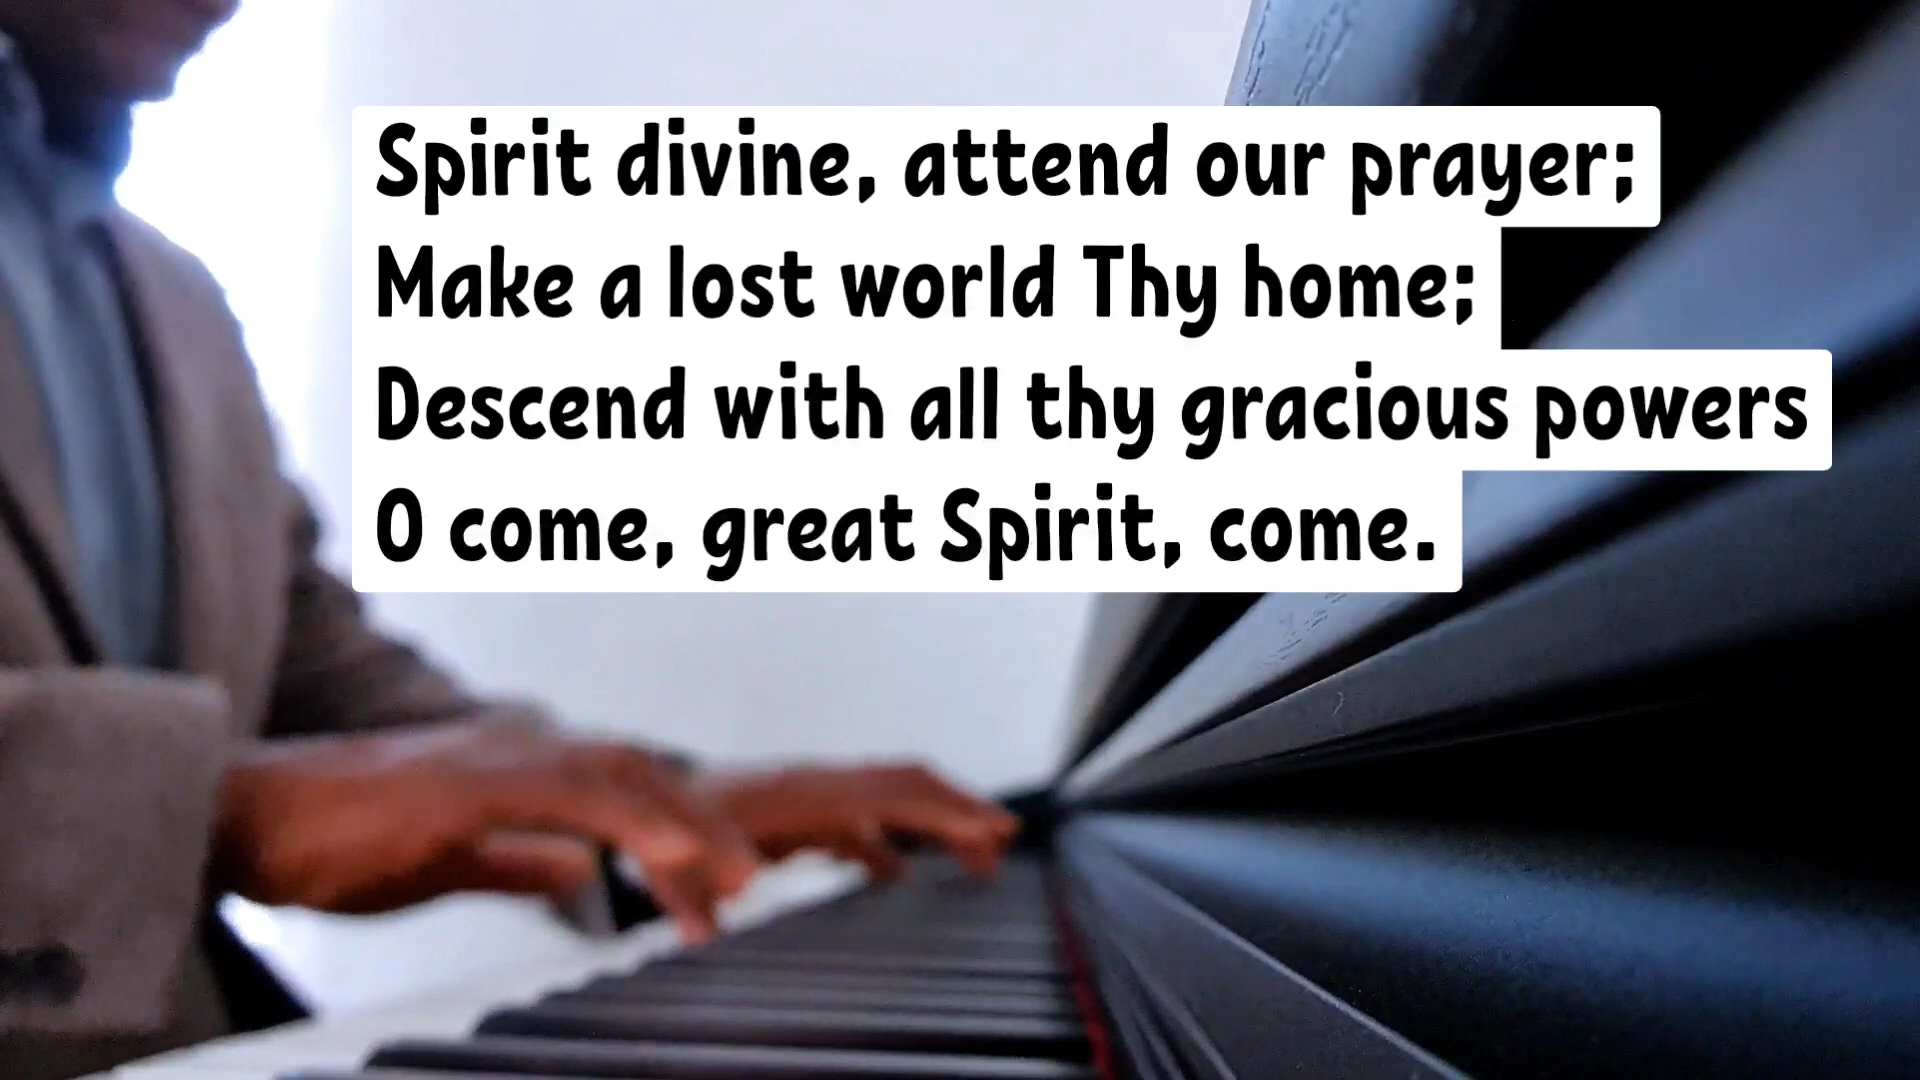 Spirit divine, attend our prayer;
Make a lost world Thy home;
Descend with all thy gracious powers
O come, great Spirit, come.